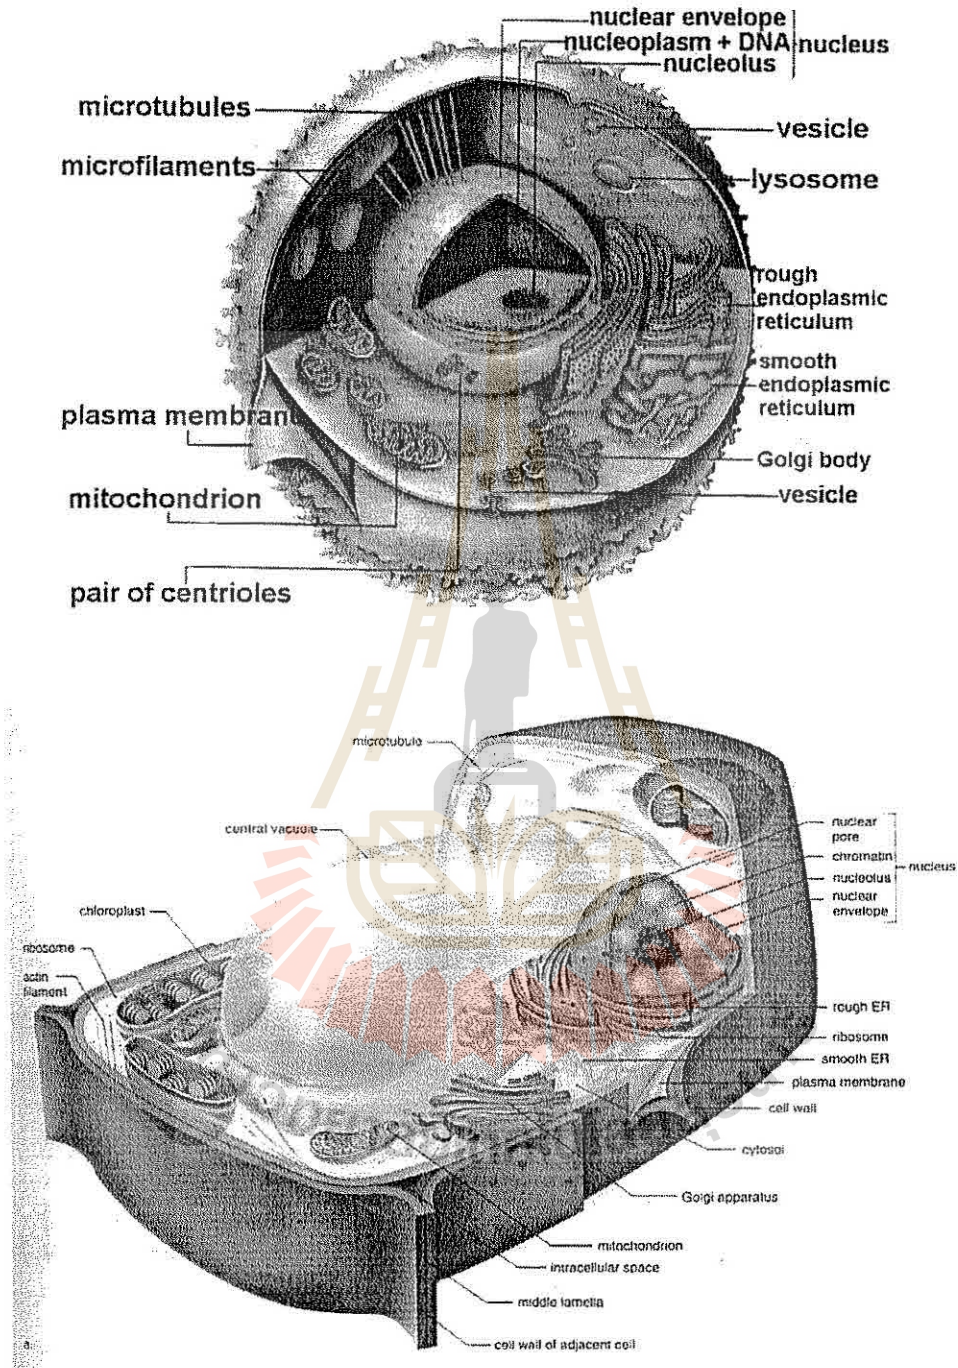 nuclear envelope
nucleoplasm + DNA
nucleolus
nucleus
microtubules
microfilaments
vesicle
lysosome
rough
endoplasmic
reticulum
smooth
endoplasmic
reticulum
plasma membran
Golgi body
mitochondrion
vesicle
pair of centrioles
microtubule
central vacuole
nuclear
pore
chromatin
nucleolus
nuclear
envelope
nucleus
chloroplast
ribosome
actin
filament
rough ER
ribosome
smooth ER
plasma membrane
cell wall
cytosol
Golgi apparatus
mitochondrion
intracellular space
middle lamella
cell wall of adjacent cell
a